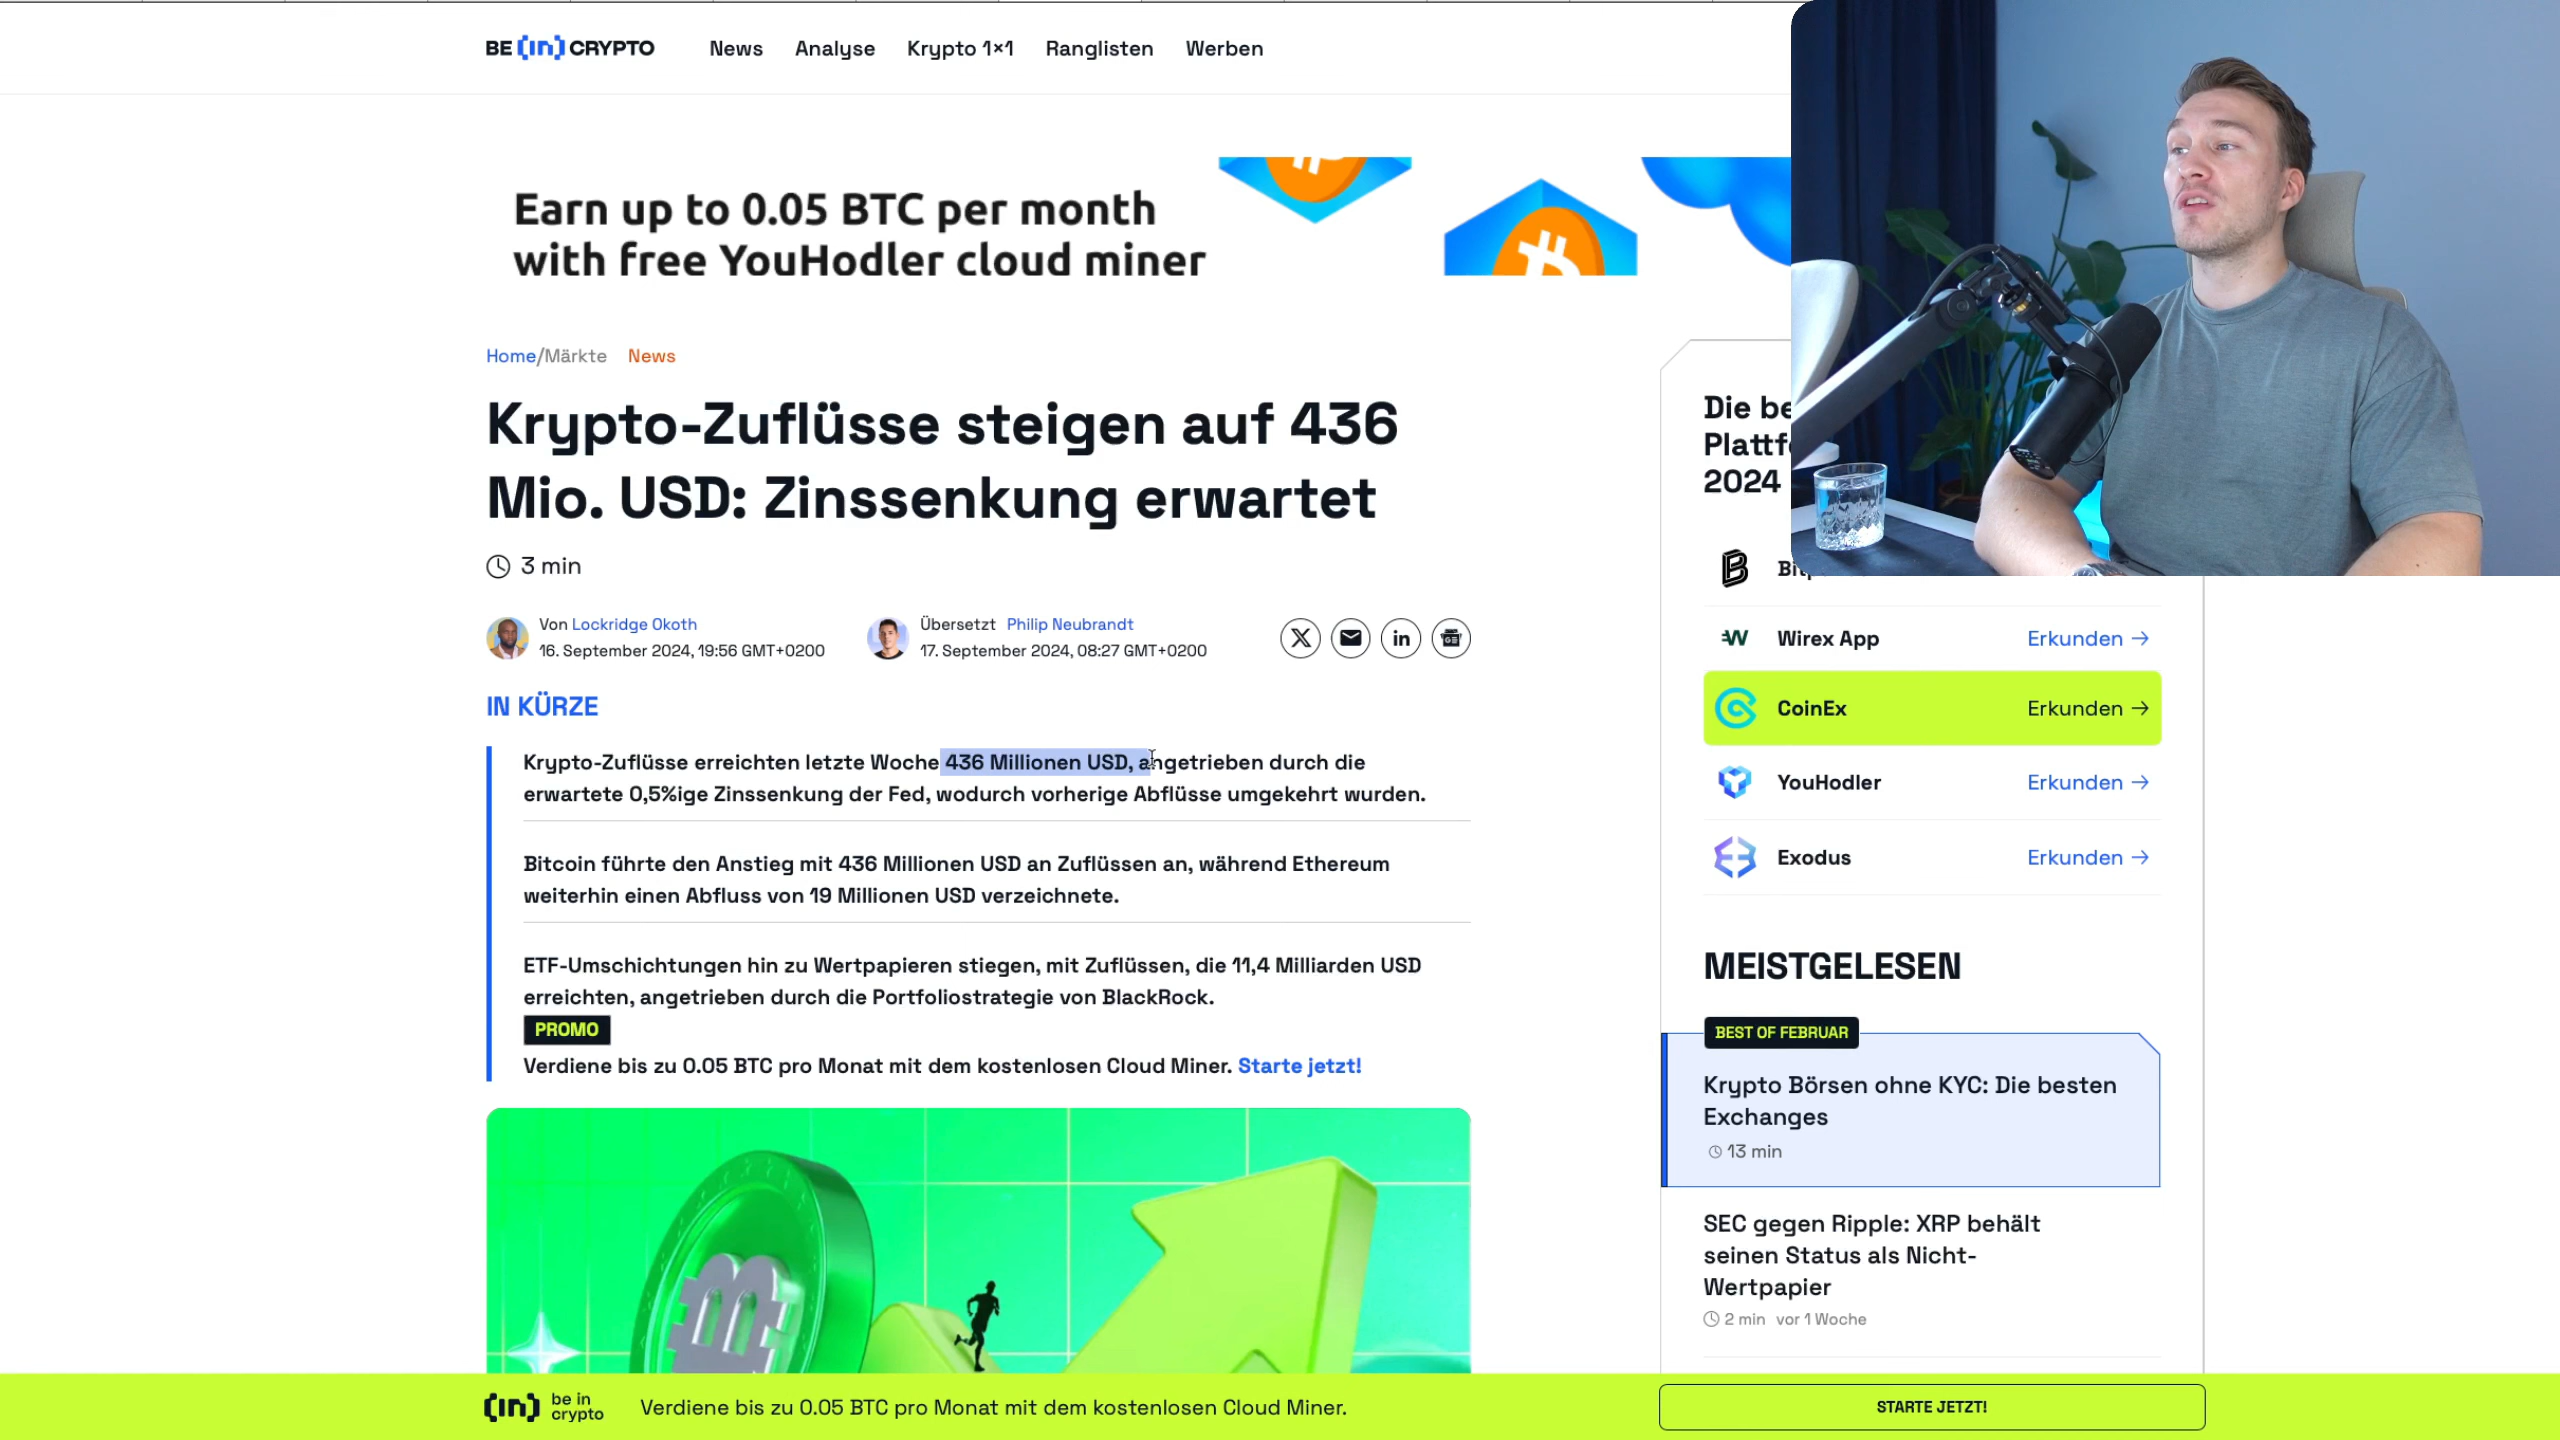 BE [in] CRYPTO
News Analyse Krypto 1×1 Ranglisten Werben
Earn up to 0.05 BTC per month
with free YouHodler cloud miner
Home/Märkte News
Krypto-Zuflüsse steigen auf 436
Mio. USD: Zinssenkung erwartet
3 min
Von Lockridge Okoth
16. September 2024, 19:56 GMT+0200
Übersetzt Philip Neubrandt
17. September 2024, 08:27 GMT+0200
IN KÜRZE
Krypto-Zuflüsse erreichten letzte Woche 436 Millionen USD, angetrieben durch die
erwartete 0,5%ige Zinssenkung der Fed, wodurch vorherige Abflüsse umgekehrt wurden.
Bitcoin führte den Anstieg mit 436 Millionen USD an Zuflüssen an, während Ethereum
weiterhin einen Abfluss von 19 Millionen USD verzeichnete.
ETF-Umschichtungen hin zu Wertpapieren stiegen, mit Zuflüssen, die 11,4 Milliarden USD
erreichten, angetrieben durch die Portfoliostrategie von BlackRock.
PROMO
Verdiene bis zu 0.05 BTC pro Monat mit dem kostenlosen Cloud Miner. Starte jetzt!
Die
2024
Wirex App Erkunden →
CoinEx Erkunden →
YouHodler Erkunden →
Exodus Erkunden →
MEISTGELESEN
BEST OF FEBRUAR
Krypto Börsen ohne KYC: Die besten
Exchanges
13 min
SEC gegen Ripple: XRP behält
seinen Status als Nicht-
Wertpapier
2 min vor 1 Woche
[in] be in
crypto
Verdiene bis zu 0.05 BTC pro Monat mit dem kostenlosen Cloud Miner.
STARTE JETZT!